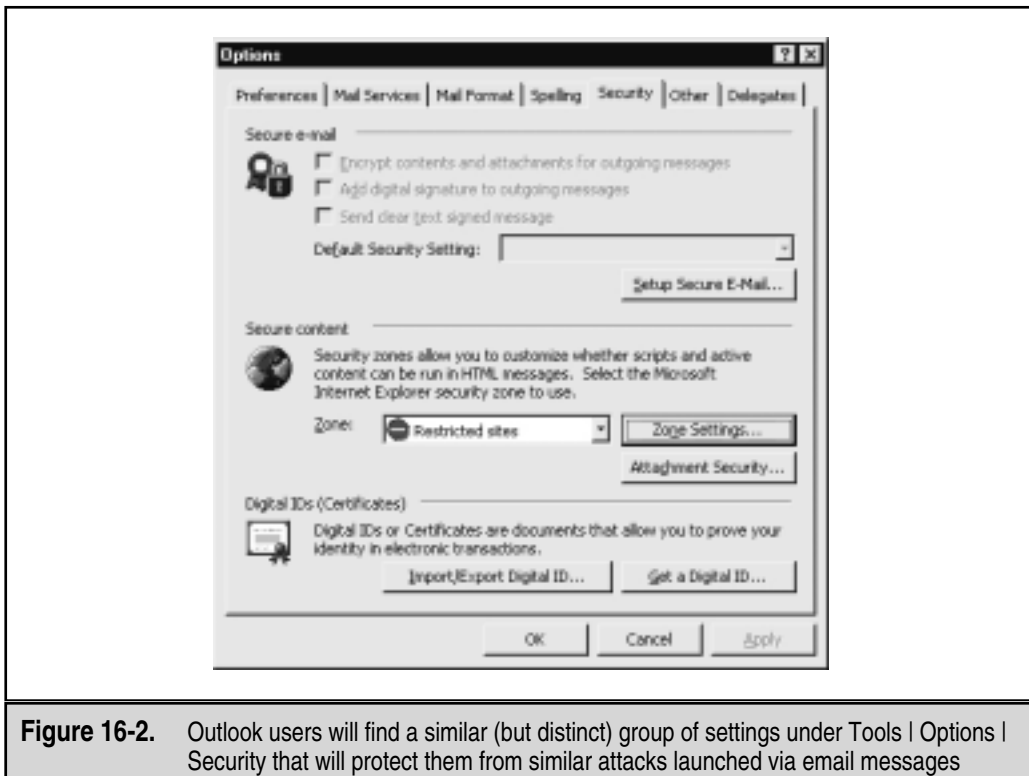 Options
Preferences | Mail Services | Mail Format | Spelling | Security | Other | Delegates
Secure e-mail
Encrypt contents and attachments for outgoing messages
Add digital signature to outgoing messages
Send clear text signed message
Default Security Setting:
Setup Secure E-Mail...
Secure content
Security zones allow you to customize whether scripts and active
content can be run in HTML messages. Select the Microsoft
Internet Explorer security zone to use.
Zone: Restricted sites Zone Settings...
Attachment Security...
Digital IDs (Certificates)
Digital IDs or Certificates are documents that allow you to prove your
identity in electronic transactions.
Import/Export Digital ID... Get a Digital ID...
OK Cancel Apply
Figure 16-2. Outlook users will find a similar (but distinct) group of settings under Tools | Options |
Security that will protect them from similar attacks launched via email messages